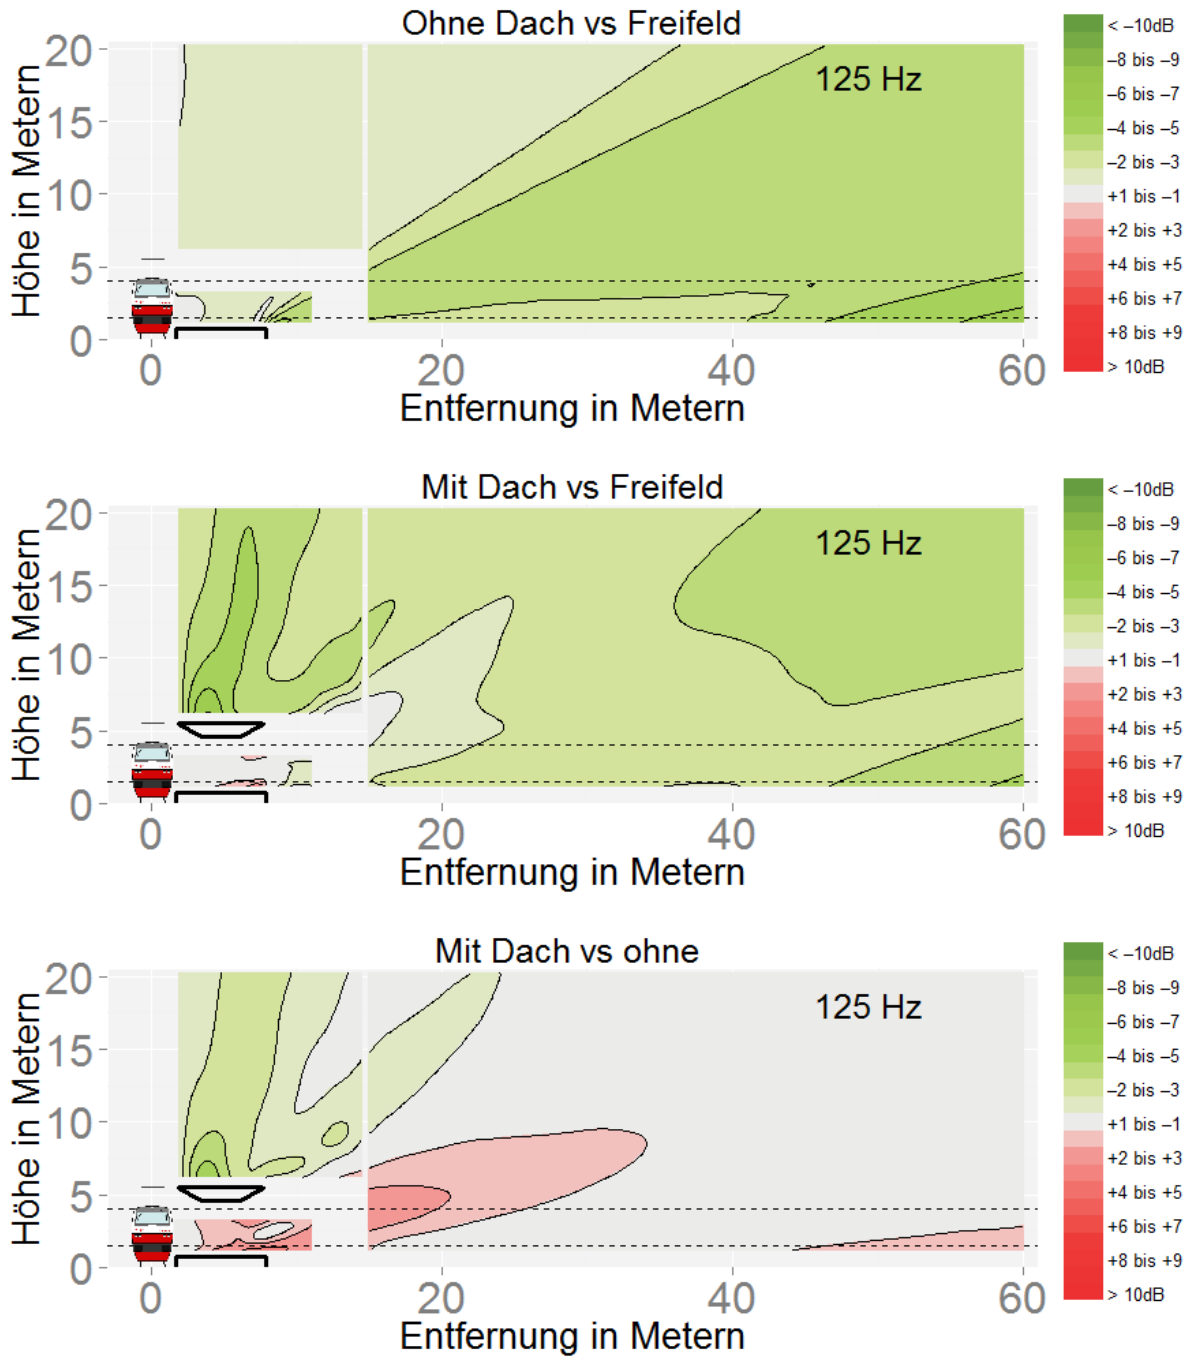 Ohne Dach vs Freifeld
125 Hz
Höhe in Metern
20
15
10
5
0
0 20 40 60
Entfernung in Metern
< –10dB
–8 bis –9
–6 bis –7
–4 bis –5
–2 bis –3
+1 bis –1
+2 bis +3
+4 bis +5
+6 bis +7
+8 bis +9
> 10dB
Mit Dach vs Freifeld
125 Hz
Höhe in Metern
20
15
10
5
0
0 20 40 60
Entfernung in Metern
< –10dB
–8 bis –9
–6 bis –7
–4 bis –5
–2 bis –3
+1 bis –1
+2 bis +3
+4 bis +5
+6 bis +7
+8 bis +9
> 10dB
Mit Dach vs ohne
125 Hz
Höhe in Metern
20
15
10
5
0
0 20 40 60
Entfernung in Metern
< –10dB
–8 bis –9
–6 bis –7
–4 bis –5
–2 bis –3
+1 bis –1
+2 bis +3
+4 bis +5
+6 bis +7
+8 bis +9
> 10dB